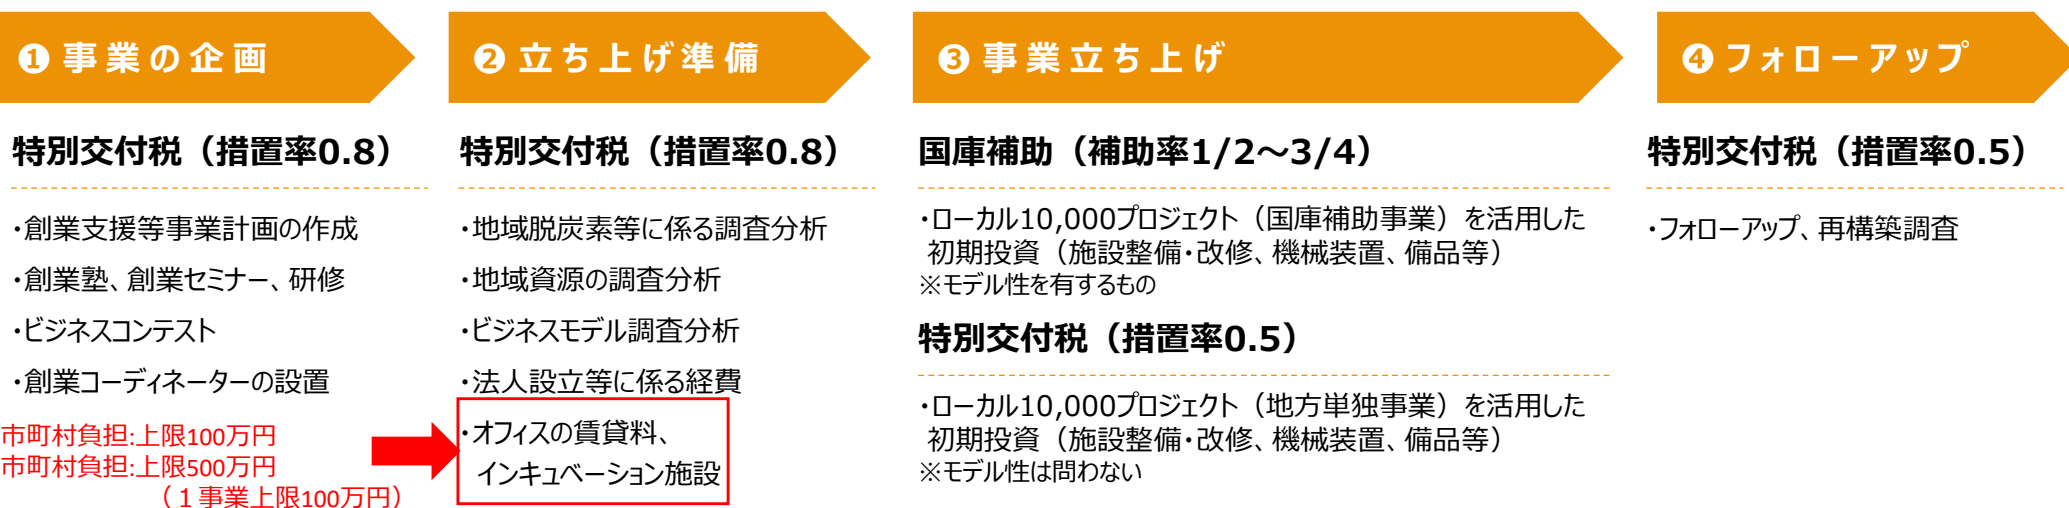 ❶事業の企画
特別交付税（措置率0.8）
・創業支援等事業計画の作成
・創業塾、創業セミナー、研修
・ビジネスコンテスト
・創業コーディネーターの設置
市町村負担:上限100万円
市町村負担:上限500万円
（１事業上限100万円）
❷立ち上げ準備
特別交付税（措置率0.8）
・地域脱炭素等に係る調査分析
・地域資源の調査分析
・ビジネスモデル調査分析
・法人設立等に係る経費
・オフィスの賃貸料、
インキュベーション施設
❸事業立ち上げ
国庫補助（補助率1/2～3/4）
・ローカル10,000プロジェクト（国庫補助事業）を活用した
初期投資（施設整備・改修、機械装置、備品等）
※モデル性を有するもの
特別交付税（措置率0.5）
・ローカル10,000プロジェクト（地方単独事業）を活用した
初期投資（施設整備・改修、機械装置、備品等）
※モデル性は問わない
❹フォローアップ
特別交付税（措置率0.5）
・フォローアップ、再構築調査